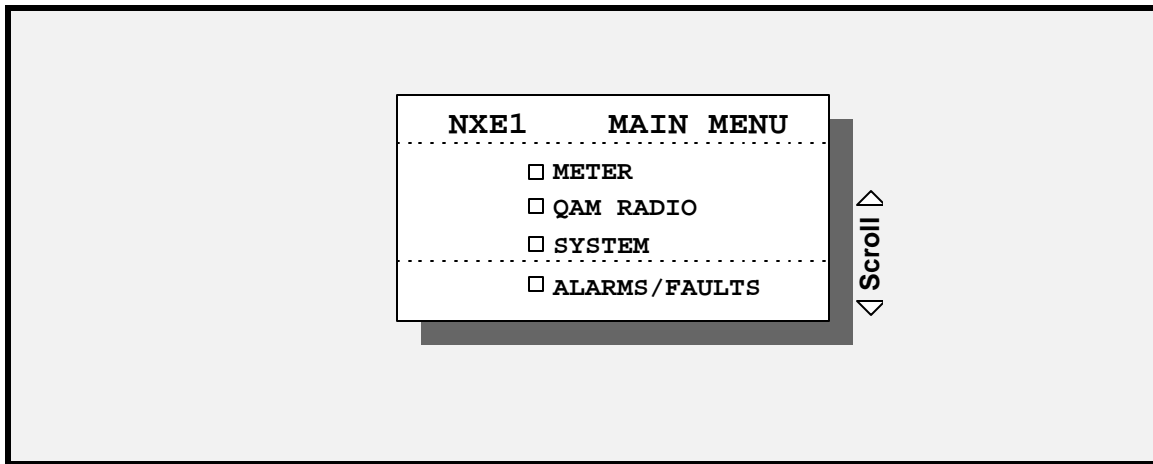 NXE1 MAIN MENU
METER
QAM RADIO
SYSTEM
ALARMS/FAULTS
Scroll